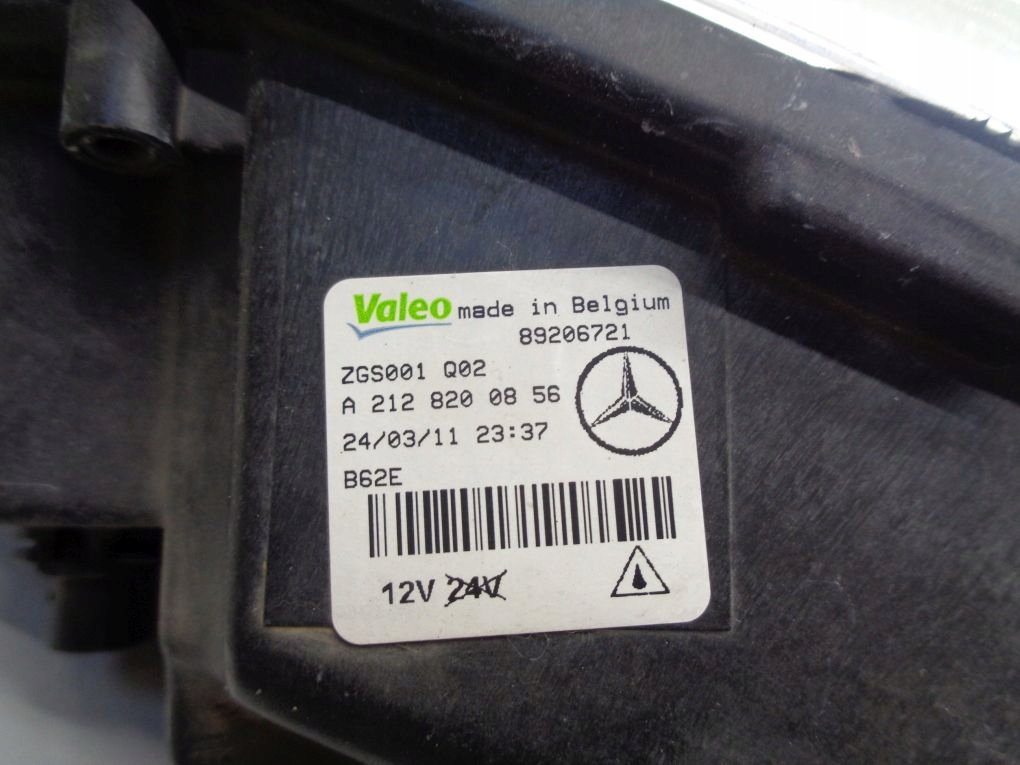 Valeo made in Belgium
89206721
ZGS001 Q02
A 212 820 08 56
24/03/11 23:37
B62E
12V 24V